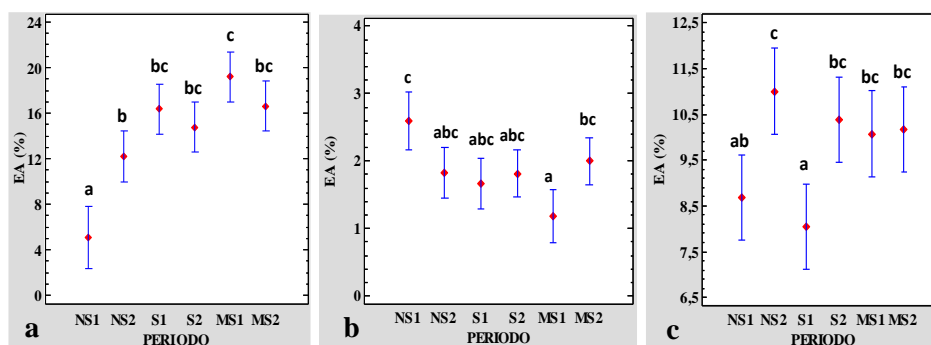 EA (%)
24
20
16
12
8
4
0
a
b
bc
bc
c
bc
NS1 NS2 S1 S2 MS1 MS2
PERIODO
a
EA (%)
4
3
2
1
0
c
abc
abc
abc
a
bc
NS1 NS2 S1 S2 MS1 MS2
PERIODO
b
EA (%)
12,5
11,5
10,5
9,5
8,5
7,5
6,5
ab
c
a
bc
bc
bc
NS1 NS2 S1 S2 MS1 MS2
PERIODO
c